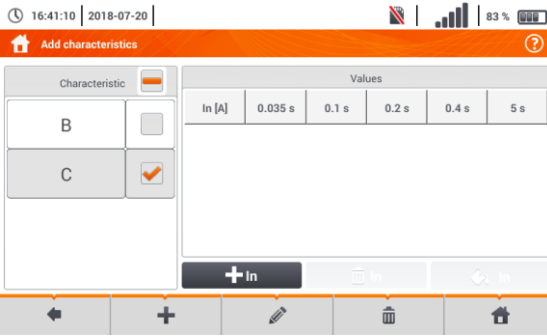 16:41:10 2018-07-20 83 %
Add characteristics ?
Characteristic
B
C
Values
In [A] 0.035 s 0.1 s 0.2 s 0.4 s 5 s
+ In In In